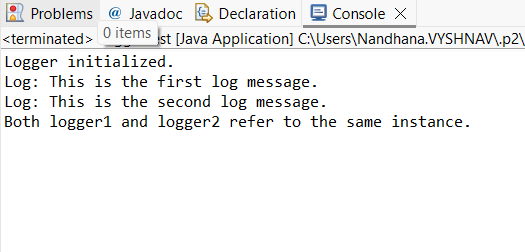 Problems @ Javadoc Declaration Console
0 items
<terminated> [Java Application] C:\Users\Nandhana.VYSHNAV\.p2\
Logger initialized.
Log: This is the first log message.
Log: This is the second log message.
Both logger1 and logger2 refer to the same instance.